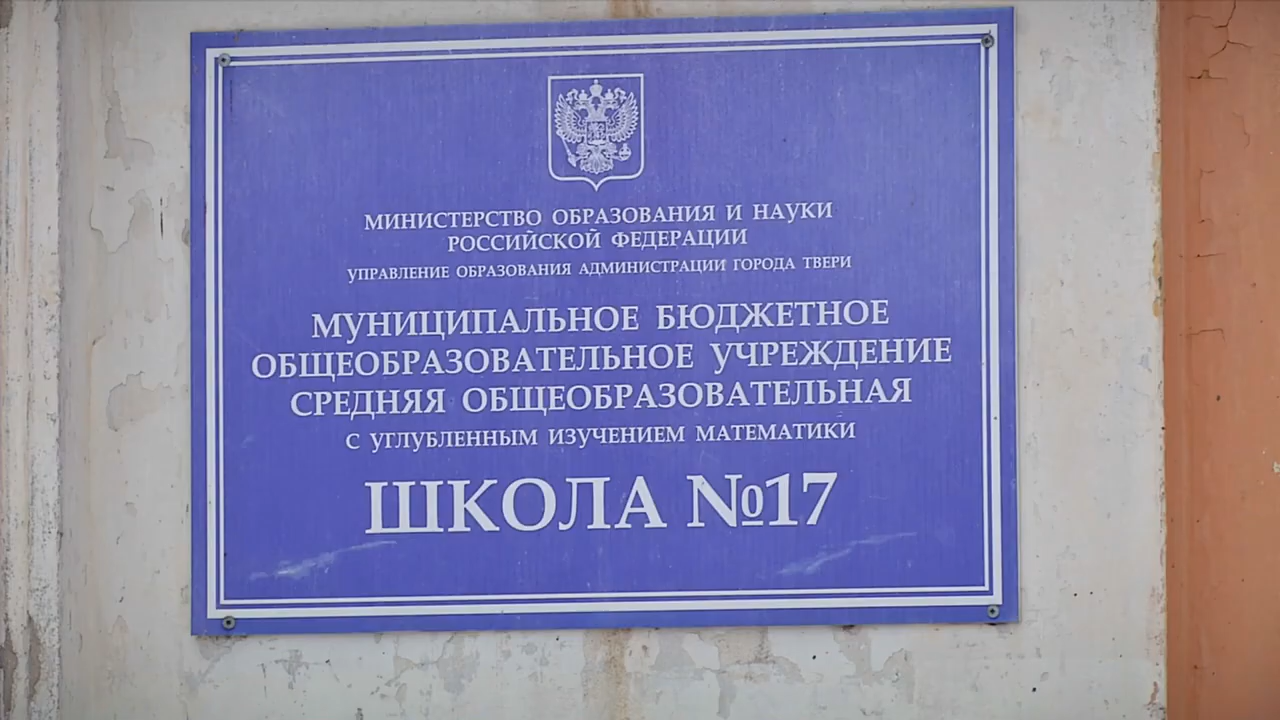 МИНИСТЕРСТВО ОБРАЗОВАНИЯ И НАУКИ
РОССИЙСКОЙ ФЕДЕРАЦИИ
УПРАВЛЕНИЕ ОБРАЗОВАНИЯ АДМИНИСТРАЦИИ ГОРОДА ТВЕРИ
МУНИЦИПАЛЬНОЕ БЮДЖЕТНОЕ
ОБЩЕОБРАЗОВАТЕЛЬНОЕ УЧРЕЖДЕНИЕ
СРЕДНЯЯ ОБЩЕОБРАЗОВАТЕЛЬНАЯ
С УГЛУБЛЕННЫМ ИЗУЧЕНИЕМ МАТЕМАТИКИ
ШКОЛА №17